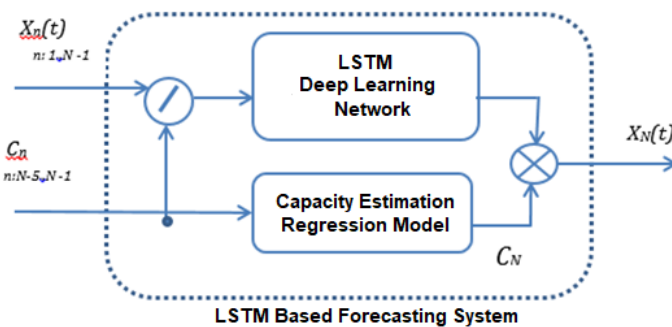 Xn(t)
n: 1..N-1
LSTM
Deep Learning
Network
Cn
n:N-5..N-1
XN(t)
Capacity Estimation
Regression Model
CN
LSTM Based Forecasting System